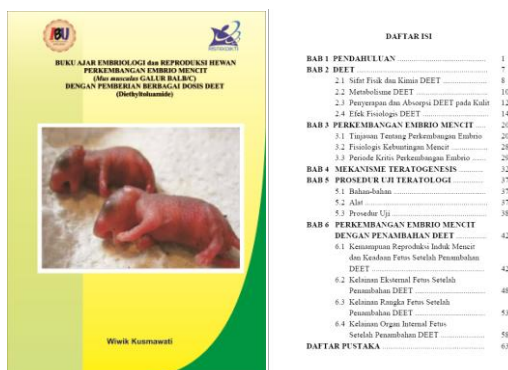 IBU
BUKU AJAR EMBRIOLOGI dan REPRODUKSI HEWAN
PERKEMBANGAN EMBRIO MENCIT
(Mus musculus GALUR BALB/C)
DENGAN PEMBERIAN BERBAGAI DOSIS DEET
(Diethyltoluamide)
Wiwik Kusmawati
DAFTAR ISI
BAB 1 PENDAHULUAN ........ 1
BAB 2 DEET ........ 7
2.1 Sifat Fisik dan Kimia DEET ........ 8
2.2 Metabolisme DEET ........ 10
2.3 Penyerapan dan Absorpsi DEET pada Kulit 12
2.4 Efek Fisiologis DEET ........ 14
BAB 3 PERKEMBANGAN EMBRIO MENCIT ..... 20
3.1 Tinjauan Tentang Perkembangan Embrio 20
3.2 Fisiologis Kebuntingan Mencit ........ 28
3.3 Periode Kritis Perkembangan Embrio ........ 29
BAB 4 MEKANISME TERATOGENESIS ........ 32
BAB 5 PROSEDUR UJI TERATOLOGI ........ 37
5.1 Bahan-bahan ........ 37
5.2 Alat ........ 37
5.3 Prosedur Uji ........ 38
BAB 6 PERKEMBANGAN EMBRIO MENCIT
DENGAN PENAMBAHAN DEET ........ 42
6.1 Kemampuan Reproduksi Induk Mencit
dan Keadaan Fetus Setelah Penambahan
DEET ........ 42
6.2 Kelainan Eksternal Fetus Setelah
Penambahan DEET ........ 48
6.3 Kelainan Rangka Fetus Setelah
Penambahan DEET ........ 53
6.4 Kelainan Organ Internal Fetus
Setelah Penambahan DEET ........ 58
DAFTAR PUSTAKA ........ 63